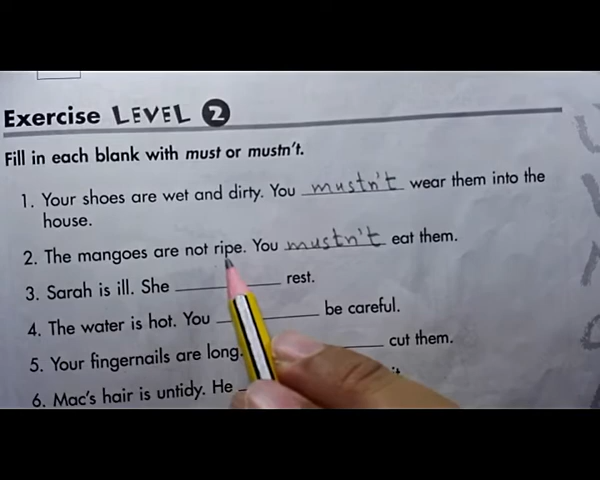 Exercise LEVEL 2
Fill in each blank with must or mustn't.
1. Your shoes are wet and dirty. You mustn't wear them into the
house.
2. The mangoes are not ripe. You mustn't eat them.
3. Sarah is ill. She ____________ rest.
4. The water is hot. You ____________ be careful.
5. Your fingernails are long. ____________ cut them.
6. Mac's hair is untidy. He